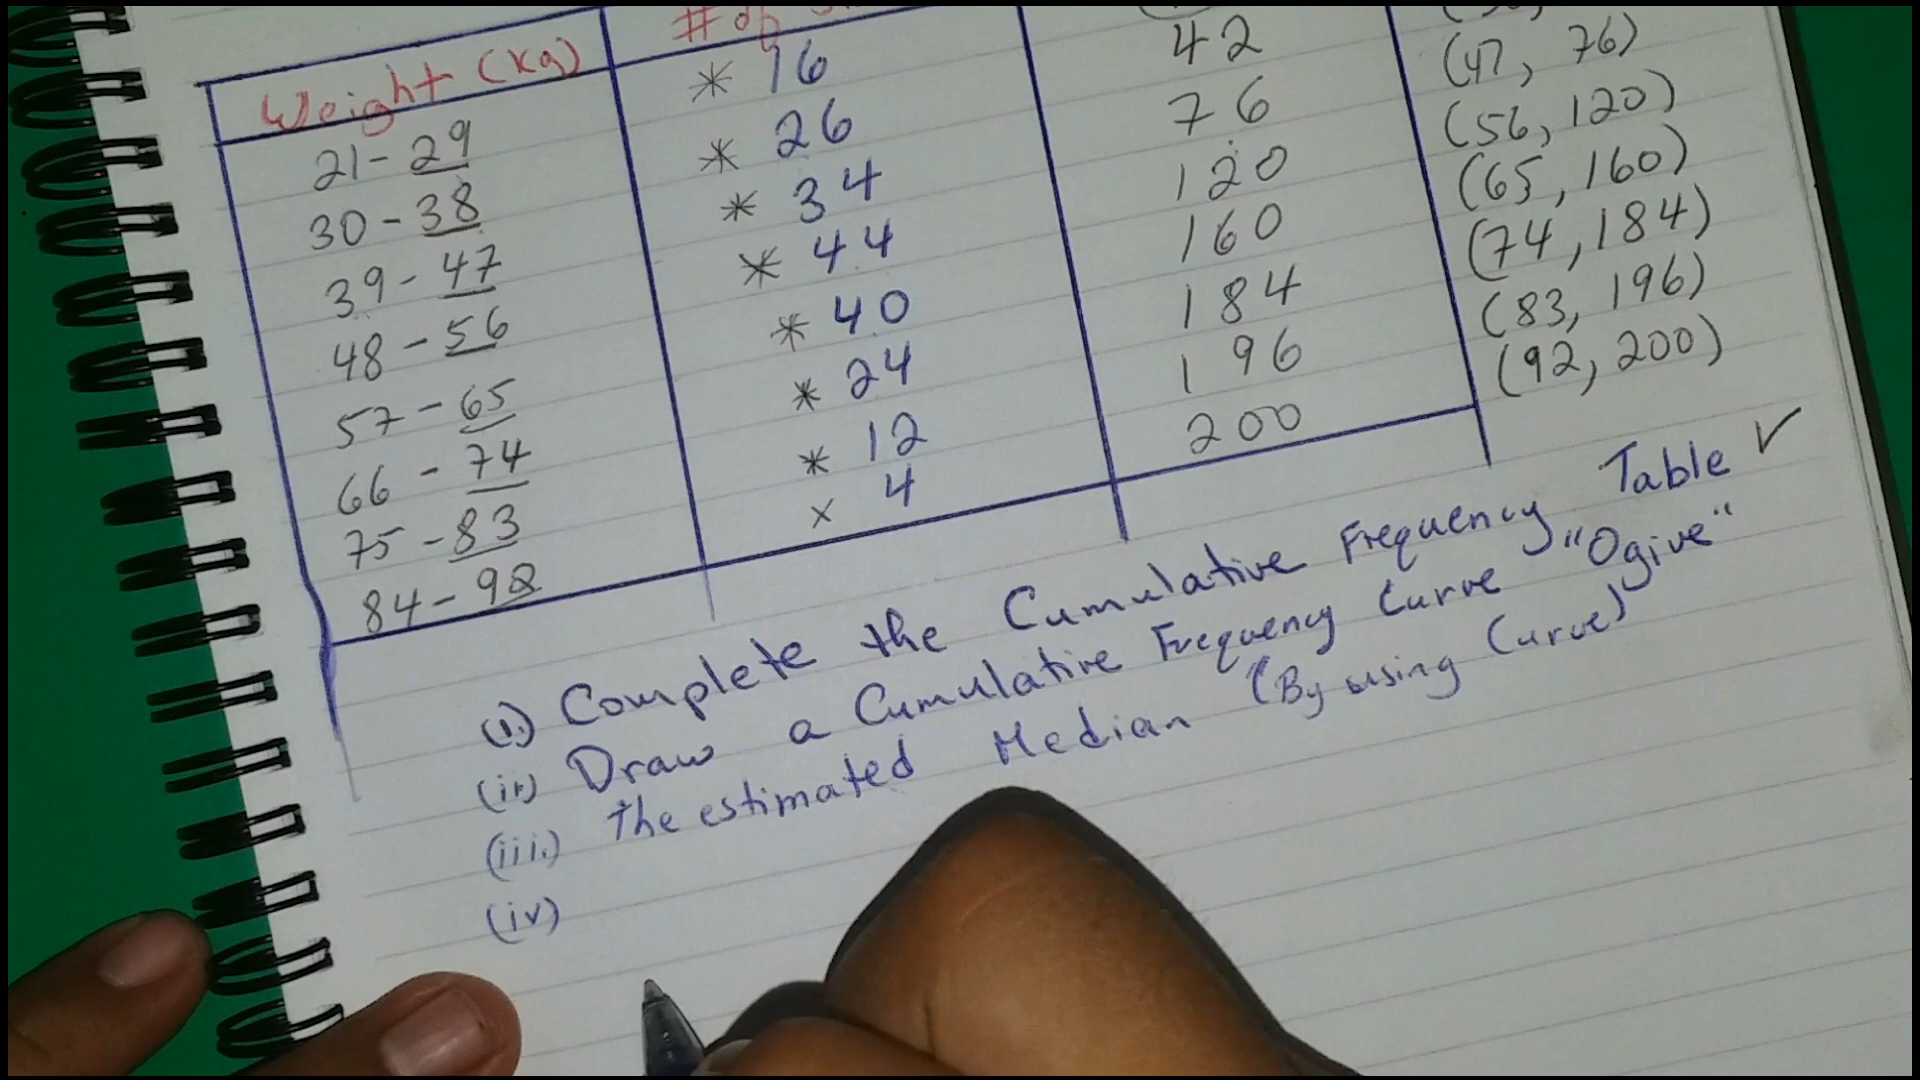 Weight (Kg) # of
21 - 29 * 16 42 (47, 76)
30 - 38 * 26 76 (56, 120)
39 - 47 * 34 120 (65, 160)
48 - 56 * 44 160 (74, 184)
57 - 65 * 40 184 (83, 196)
66 - 74 * 24 196 (92, 200)
75 - 83 * 12 200
84 - 92 x 4
(i.) Complete the Cumulative Frequency Table ✓
(ii) Draw a Cumulative Frequency Curve "Ogive"
(iii.) The estimated Median (By using Curve)
(iv)